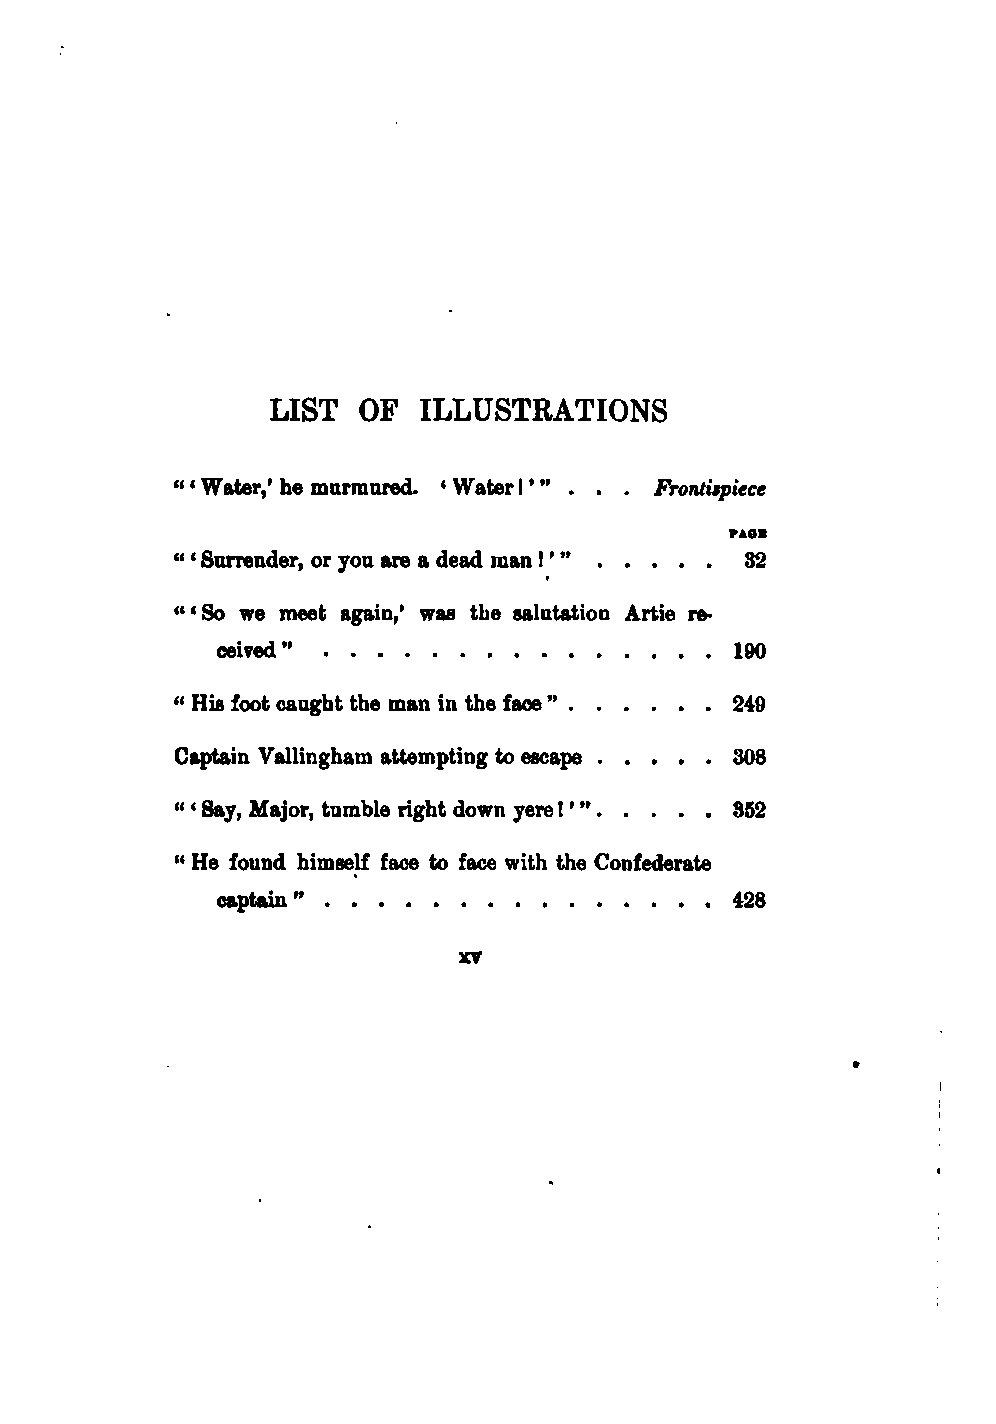 LIST OF ILLUSTRATIONS
"'Water,' he murmured. 'Water!'" . . . Frontispiece
PAGE
"'Surrender, or you are a dead man!'" . . . . . 32
"'So we meet again,' was the salutation Artie re-
ceived" . . . . . . . . . . . . . . . 190
"His foot caught the man in the face" . . . . . . 249
Captain Vallingham attempting to escape . . . . . 308
"'Say, Major, tumble right down yere!'" . . . . . 352
"He found himself face to face with the Confederate
captain" . . . . . . . . . . . . . . . 428
xv